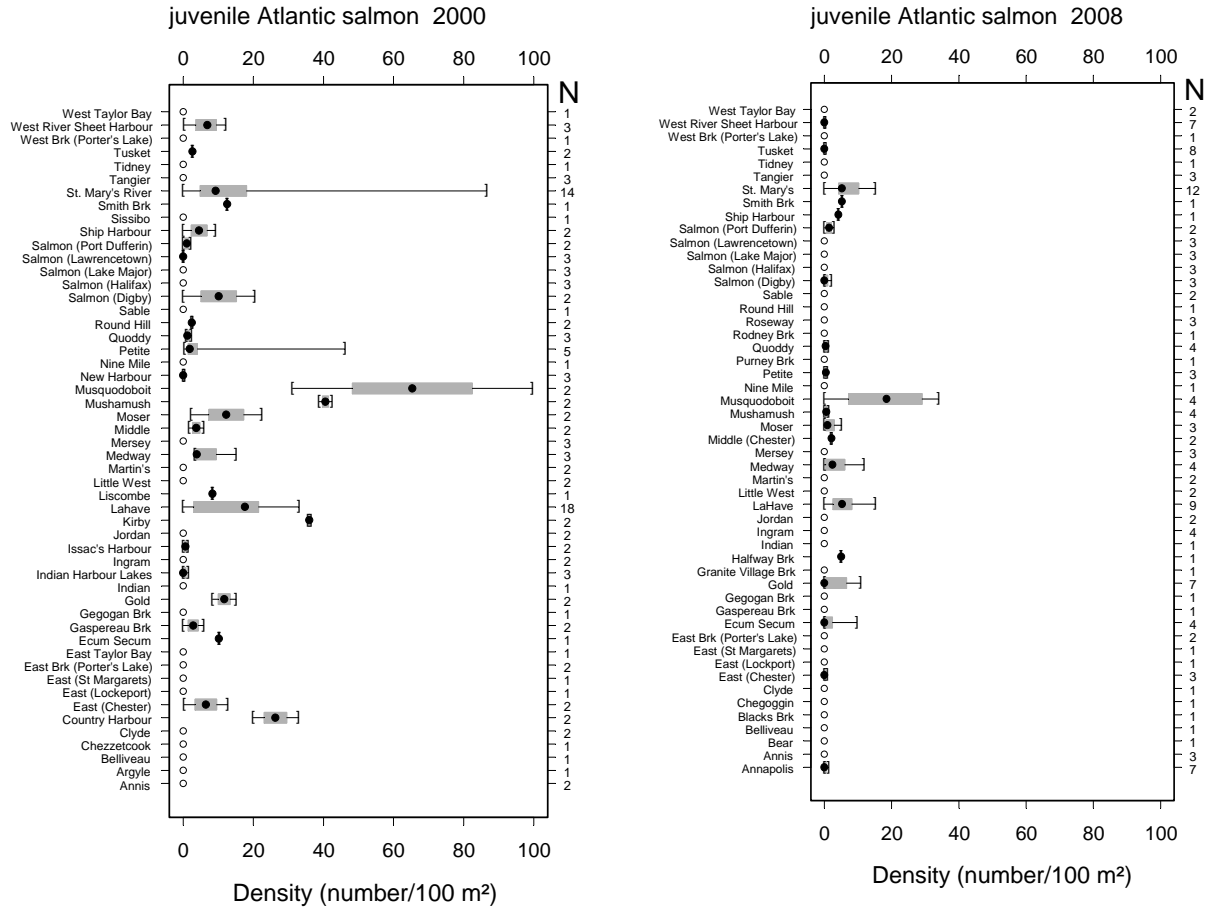 juvenile Atlantic salmon 2000
0 20 40 60 80 100
N
West Taylor Bay 1
West River Sheet Harbour 3
West Brk (Porter's Lake) 1
Tusket 2
Tidney 1
Tangier 3
St. Mary's River 14
Smith Brk 1
Sissibo 1
Ship Harbour 2
Salmon (Port Dufferin) 2
Salmon (Lawrencetown) 3
Salmon (Lake Major) 3
Salmon (Halifax) 3
Salmon (Digby) 2
Sable 1
Round Hill 2
Quoddy 3
Petite 5
Nine Mile 1
New Harbour 3
Musquodoboit 2
Mushamush 2
Moser 2
Middle 2
Mersey 3
Medway 3
Martin's 2
Little West 2
Liscombe 1
Lahave 18
Kirby 2
Jordan 2
Issac's Harbour 2
Ingram 2
Indian Harbour Lakes 3
Indian 1
Gold 2
Gegogan Brk 1
Gaspereau Brk 2
Ecum Secum 1
East Taylor Bay 1
East Brk (Porter's Lake) 2
East (St Margarets) 1
East (Lockeport) 1
East (Chester) 2
Country Harbour 2
Clyde 2
Chezzetcook 1
Belliveau 1
Argyle 1
Annis 2
0 20 40 60 80 100
Density (number/100 m²)
juvenile Atlantic salmon 2008
0 20 40 60 80 100
N
West Taylor Bay 2
West River Sheet Harbour 7
West Brk (Porter's Lake) 1
Tusket 8
Tidney 1
Tangier 3
St. Mary's 12
Smith Brk 1
Ship Harbour 1
Salmon (Port Dufferin) 2
Salmon (Lawrencetown) 3
Salmon (Lake Major) 3
Salmon (Halifax) 3
Salmon (Digby) 3
Sable 2
Round Hill 1
Roseway 3
Rodney Brk 1
Quoddy 4
Purney Brk 1
Petite 3
Nine Mile 1
Musquodoboit 4
Mushamush 4
Moser 3
Middle (Chester) 2
Mersey 3
Medway 4
Martin's 2
Little West 2
LaHave 9
Jordan 2
Ingram 4
Indian 1
Halfway Brk 1
Granite Village Brk 1
Gold 7
Gegogan Brk 1
Gaspereau Brk 1
Ecum Secum 4
East Brk (Porter's Lake) 2
East (St Margarets) 1
East (Lockport) 1
East (Chester) 3
Clyde 1
Chegoggin 1
Blacks Brk 1
Belliveau 1
Bear 1
Annis 3
Annapolis 7
0 20 40 60 80 100
Density (number/100 m²)